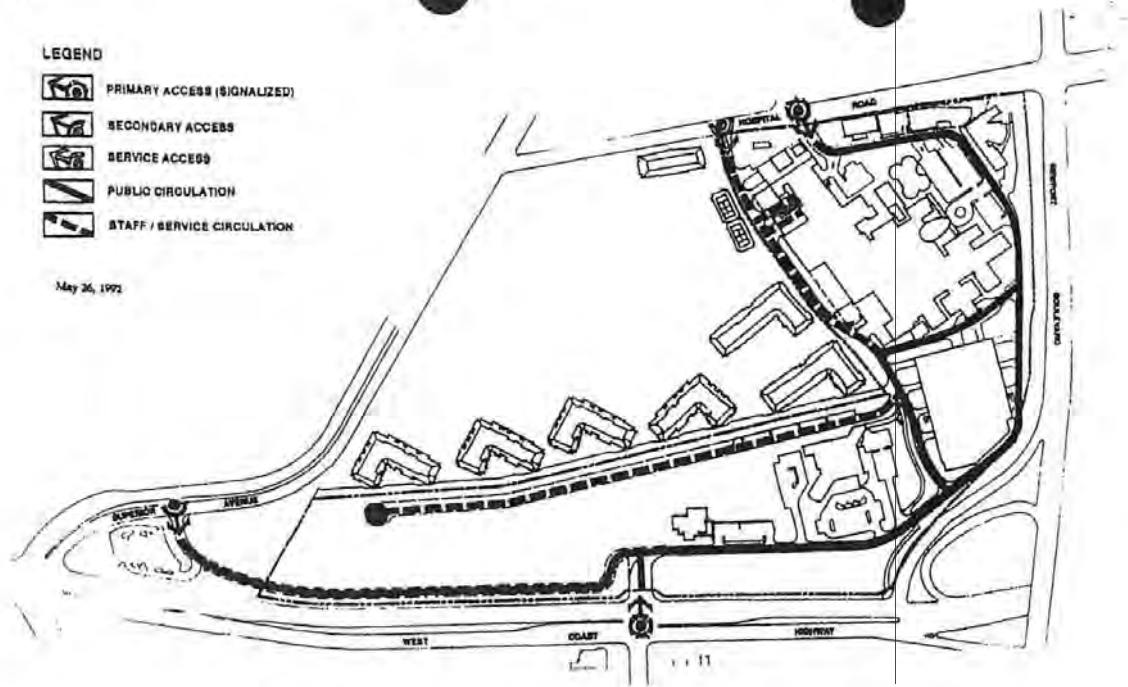 LEGEND
PRIMARY ACCESS (SIGNALIZED)
SECONDARY ACCESS
SERVICE ACCESS
PUBLIC CIRCULATION
STAFF / SERVICE CIRCULATION
May 26, 1992
HOSPITAL ROAD
NEWPORT BOULEVARD
SUPERIOR AVENUE
WEST COAST HIGHWAY